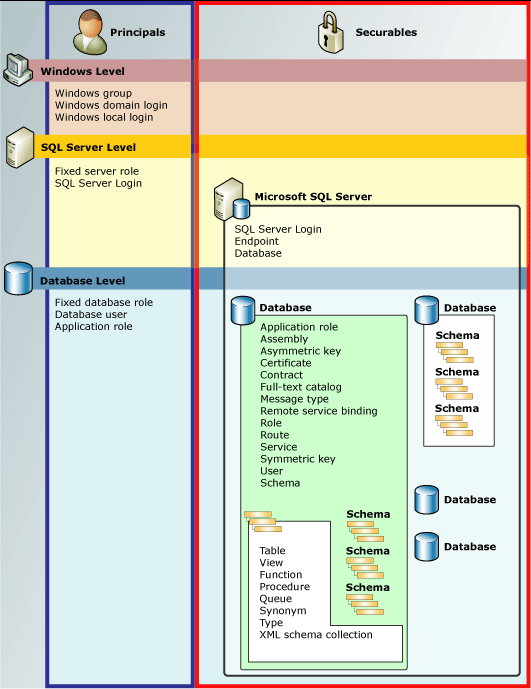 Principals
Securables
Windows Level
Windows group
Windows domain login
Windows local login
SQL Server Level
Fixed server role
SQL Server Login
Microsoft SQL Server
SQL Server Login
Endpoint
Database
Database Level
Fixed database role
Database user
Application role
Database
Application role
Assembly
Asymmetric key
Certificate
Contract
Full-text catalog
Message type
Remote service binding
Role
Route
Service
Symmetric key
User
Schema
Table
View
Function
Procedure
Queue
Synonym
Type
XML schema collection
Schema
Schema
Schema
Database
Schema
Schema
Schema
Database
Database